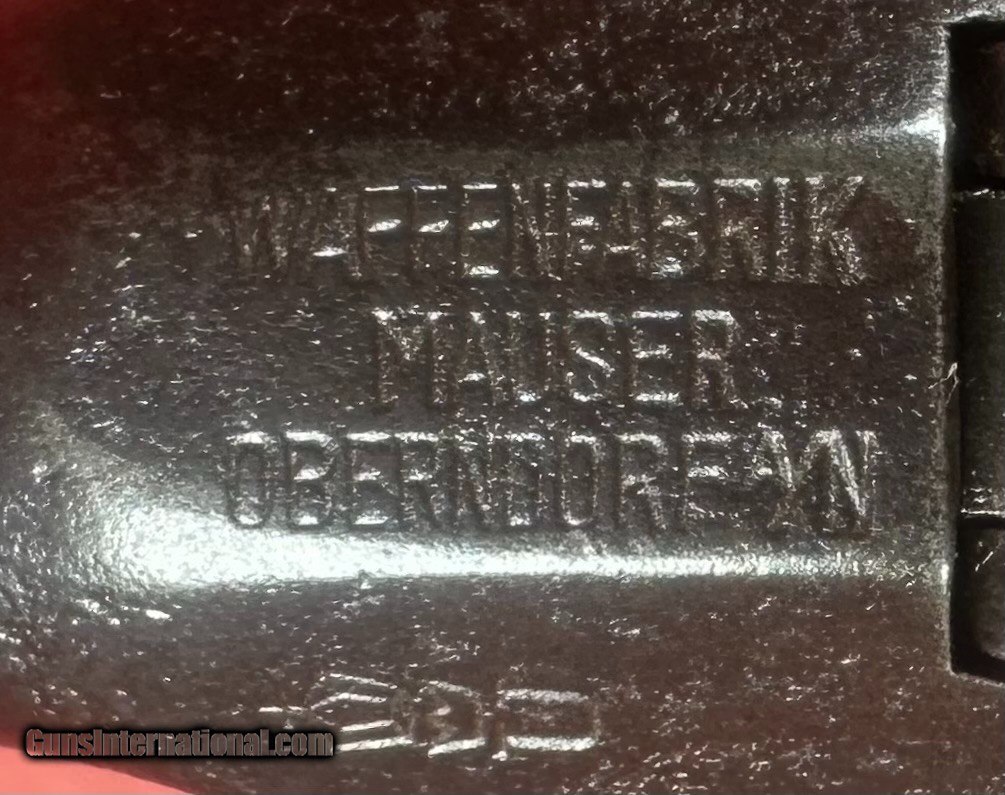 WAFFENFABRIK
MAUSER
OBERNDORF A/N
GunsInternational.com